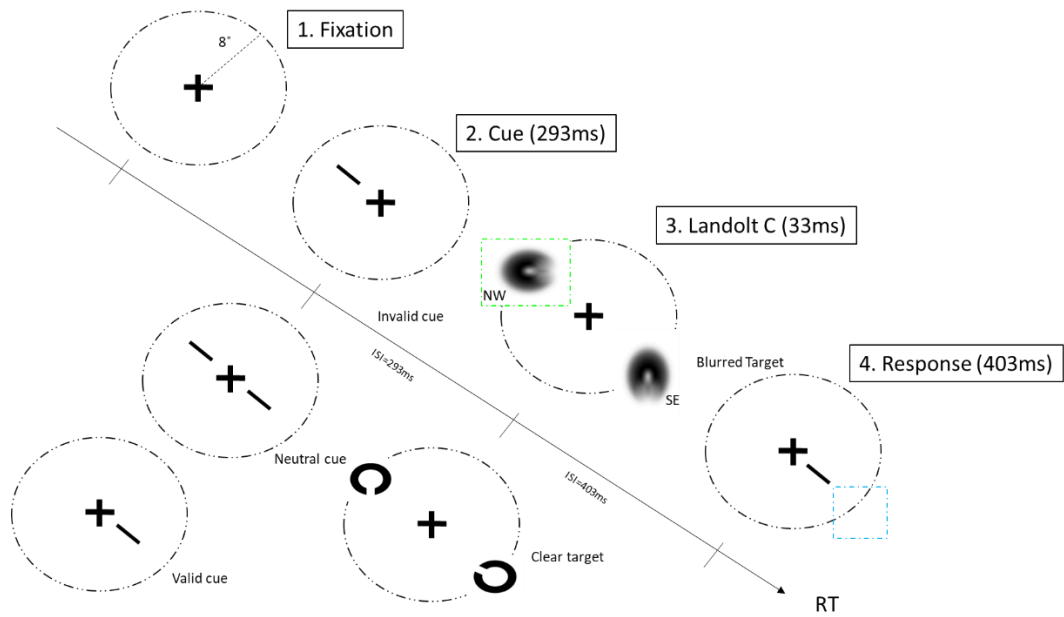 1. Fixation
8˚
2. Cue (293ms)
3. Landolt C (33ms)
NW
Invalid cue
ISI=293ms
Blurred Target
4. Response (403ms)
SE
Neutral cue
ISI=403ms
Clear target
Valid cue
RT